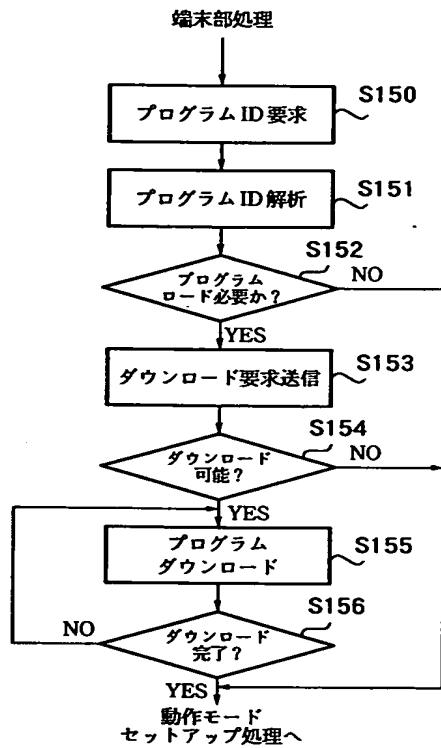 端末部処理
プログラム ID 要求
S150
プログラム ID 解析
S151
プログラム
ロード必要か？
S152
NO
YES
ダウンロード要求送信
S153
ダウンロード
可能？
S154
NO
YES
プログラム
ダウンロード
S155
ダウンロード
完了？
S156
NO
YES
動作モード
セットアップ処理へ